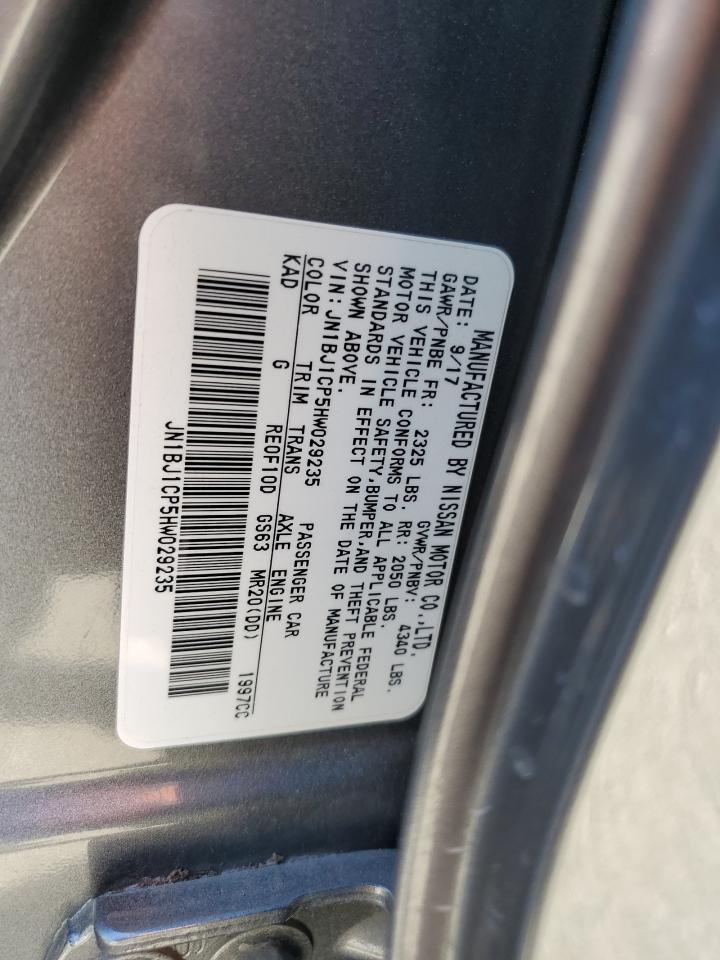 MANUFACTURED BY NISSAN MOTOR CO.,LTD.
DATE: 9/17 GVWR/PNBV: 4340 LBS.
GAWR/PNBE FR: 2325 LBS. RR: 2050 LBS.
THIS VEHICLE CONFORMS TO ALL APPLICABLE FEDERAL
MOTOR VEHICLE SAFETY,BUMPER,AND THEFT PREVENTION
STANDARDS IN EFFECT ON THE DATE OF MANUFACTURE
SHOWN ABOVE.
VIN:JN1BJ1CP5HW029235 PASSENGER CAR
COLOR TRIM TRANS AXLE ENGINE
KAD G RE0F10D GS63 MR20(DD) 1997CC
JN1BJ1CP5HW029235